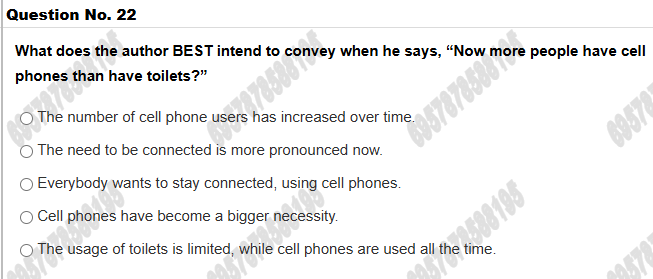 Question No. 22
What does the author BEST intend to convey when he says, “Now more people have cell
phones than have toilets?”
The number of cell phone users has increased over time.
The need to be connected is more pronounced now.
Everybody wants to stay connected, using cell phones.
Cell phones have become a bigger necessity.
The usage of toilets is limited, while cell phones are used all the time.